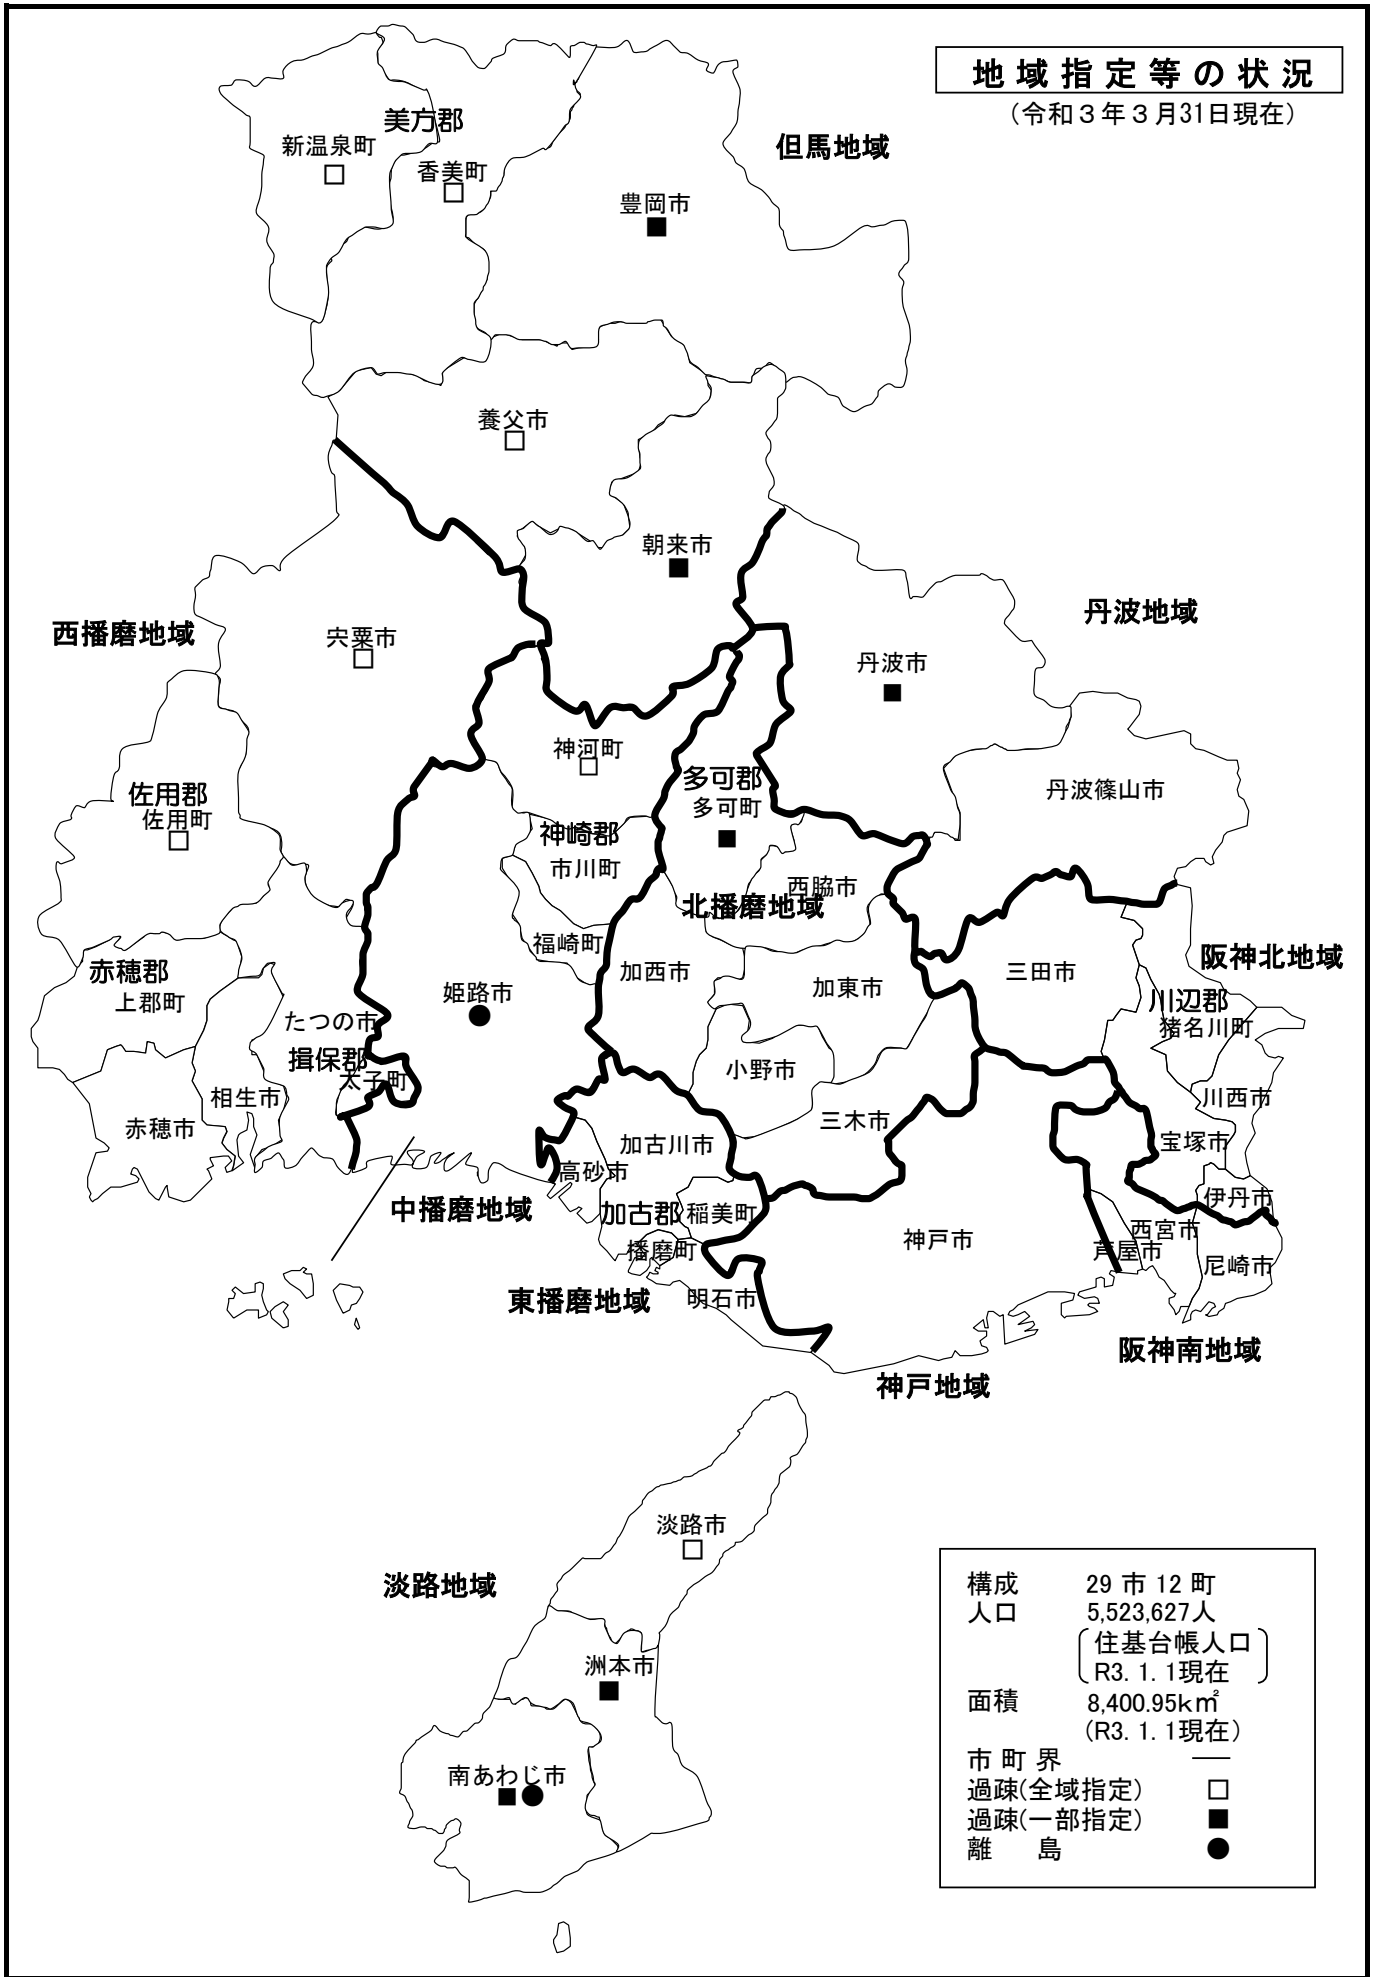 地域指定等の状況
（令和３年３月31日現在）
美方郡
新温泉町
□
香美町
□
但馬地域
豊岡市
■
養父市
□
朝来市
■
西播磨地域
宍粟市
□
丹波地域
丹波市
■
神河町
□
佐用郡
佐用町
□
多可郡
多可町
■
丹波篠山市
神崎郡
市川町
西脇市
北播磨地域
福崎町
赤穂郡
上郡町
加西市
加東市
三田市
阪神北地域
姫路市
●
川辺郡
猪名川町
たつの市
揖保郡
太子町
小野市
相生市
川西市
赤穂市
三木市
加古川市
宝塚市
高砂市
伊丹市
中播磨地域
加古郡
稲美町
西宮市
神戸市
播磨町
芦屋市
尼崎市
東播磨地域
明石市
阪神南地域
神戸地域
淡路市
□
淡路地域
洲本市
■
南あわじ市
■●
構成 29 市 12 町
人口 5,523,627人
住基台帳人口
R3. 1. 1現在
面積 8,400.95k㎡
(R3. 1. 1現在)
市 町 界 ―
過疎(全域指定) □
過疎(一部指定) ■
離　島 ●